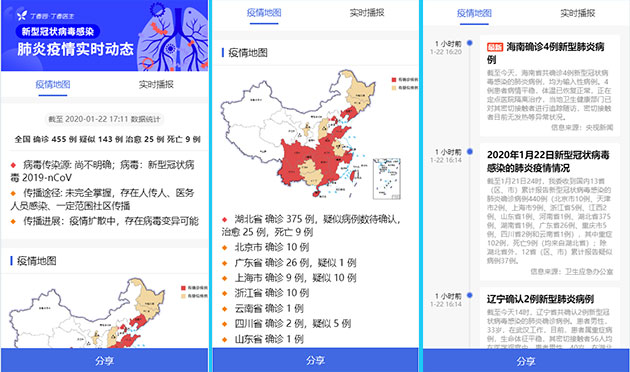 丁香园·丁香医生
新型冠状病毒感染
肺炎疫情实时动态
疫情地图
实时播报
截至 2020-01-22 17:11 数据统计
全国 确诊 455 例 疑似 143 例 治愈 25 例 死亡 9 例
病毒传染源: 尚不明确; 病毒: 新型冠状病
毒 2019-nCoV
传播途径: 未完全掌握, 存在人传人、医务
人员感染、一定范围社区传播
传播进展: 疫情扩散中, 存在病毒变异可能
疫情地图
有确诊病例
有疑似病例
分享
疫情地图
实时播报
疫情地图
有确诊病例
有疑似病例
湖北省 确诊 375 例, 疑似病例数待确认,
治愈 25 例, 死亡 9 例
北京市 确诊 10 例
广东省 确诊 26 例, 疑似 1 例
上海市 确诊 9 例, 疑似 10 例
浙江省 确诊 10 例
云南省 确诊 1 例
四川省 确诊 2 例, 疑似 5 例
山东省 确诊 1 例
分享
疫情地图
实时播报
1 小时前
1-22 16:20
最新 海南确诊4例新型肺炎病
例
截至今天，海南省共确诊4例新型冠状病
毒感染的肺炎病例，均为输入性病例。4
例患者病情平稳，体温已恢复正常。正在
定点医院隔离治疗，当地卫生健康部门已
对其密切接触者进行追踪随访，密切接触
者目前无发热等异常状况。
信息来源: 央视新闻
1 小时前
1-22 16:14
2020年1月22日新型冠状病毒
感染的肺炎疫情情况
截至1月21日24时，我委收到国内13省
（区、市）累计报告新型冠状病毒感染的
肺炎确诊病例440例（北京市10例，天津
市2例，上海市9例，浙江省5例，江西2
例，山东省1例，河南省1例，湖北省375
例，湖南省1例，广东省26例，重庆市5
例，四川省2例和云南省1例），其中重症
102例，死亡9例（均来自湖北省）；除
湖北省外，12省（区、市）累计报告疑似
病例37例。
信息来源: 卫生应急办公室
1 小时前
1-22 16:14
辽宁确认2例新型肺炎病例
截至今天14时，辽宁省首共确认2例新型冠
状病毒感染的肺炎确诊病例。患者男性，
33岁，在武汉工作，目前，患者属重症病
例，生命体征平稳，其密切接触者56人均
分享